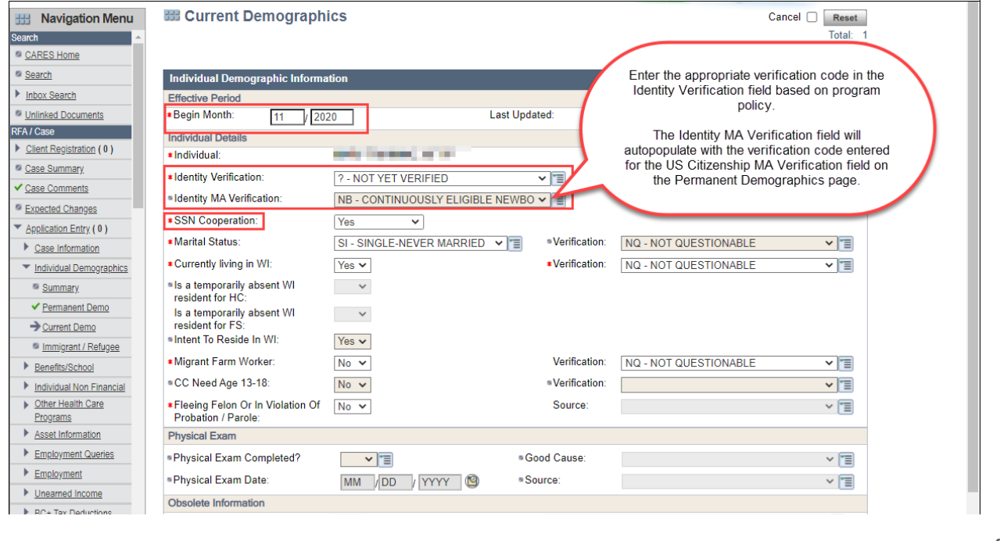 Navigation Menu
Search
CARES Home
Search
Inbox Search
Unlinked Documents
RFA / Case
Client Registration ( 0 )
Case Summary
Case Comments
Expected Changes
Application Entry ( 0 )
Case Information
Individual Demographics
Summary
Permanent Demo
Current Demo
Immigrant / Refugee
Benefits/School
Individual Non Financial
Other Health Care
Programs
Asset Information
Employment Queries
Employment
Unearned Income
BC+ Tax Deductions
Current Demographics
Cancel Reset
Total: 1
Individual Demographic Information
Effective Period
*Begin Month: 11 / 2020 Last Updated:
Individual Details
*Individual:
*Identity Verification: ? - NOT YET VERIFIED
Identity MA Verification: NB - CONTINUOUSLY ELIGIBLE NEWBO
*SSN Cooperation: Yes
*Marital Status: SI - SINGLE-NEVER MARRIED Verification: NQ - NOT QUESTIONABLE
*Currently living in WI: Yes *Verification: NQ - NOT QUESTIONABLE
Is a temporarily absent WI
resident for HC:
Is a temporarily absent WI
resident for FS:
Intent To Reside In WI: Yes
*Migrant Farm Worker: No Verification: NQ - NOT QUESTIONABLE
CC Need Age 13-18: No Verification:
*Fleeing Felon Or In Violation Of No Source:
Probation / Parole:
Physical Exam
Physical Exam Completed? Good Cause:
Physical Exam Date: MM / DD / YYYY Source:
Obsolete Information
Enter the appropriate verification code in the
Identity Verification field based on program
policy.
The Identity MA Verification field will
autopopulate with the verification code entered
for the US Citizenship MA Verification field on
the Permanent Demographics page.